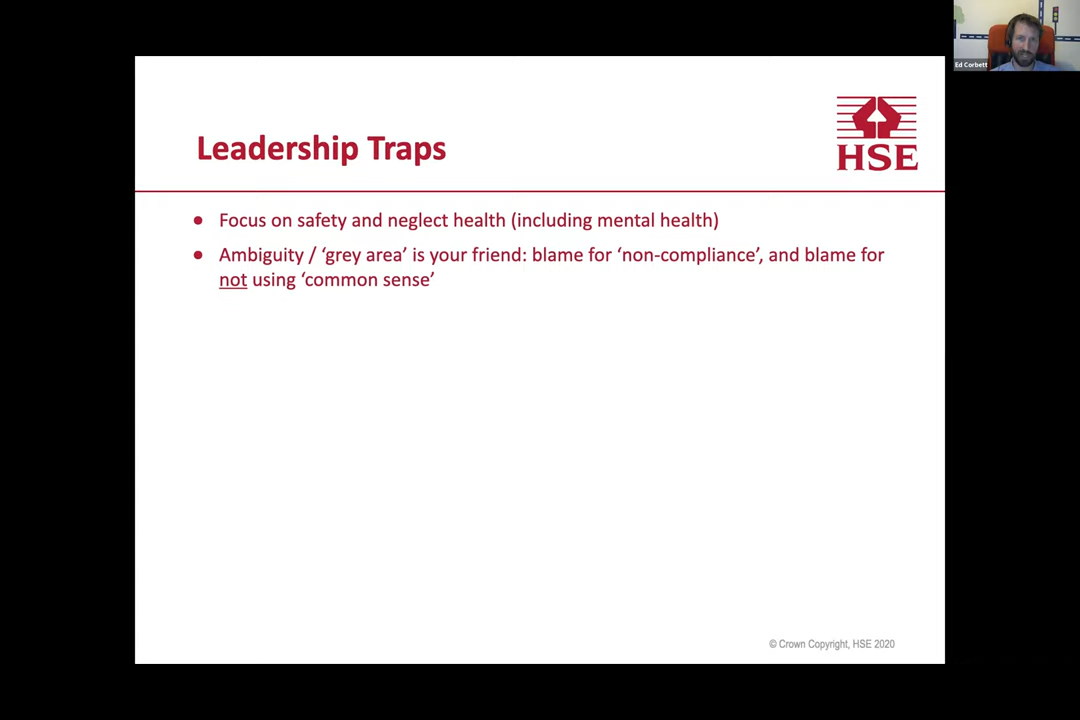 Ed Corbett
Leadership Traps
HSE
● Focus on safety and neglect health (including mental health)
● Ambiguity / ‘grey area’ is your friend: blame for ‘non-compliance’, and blame for
not using ‘common sense’
© Crown Copyright, HSE 2020